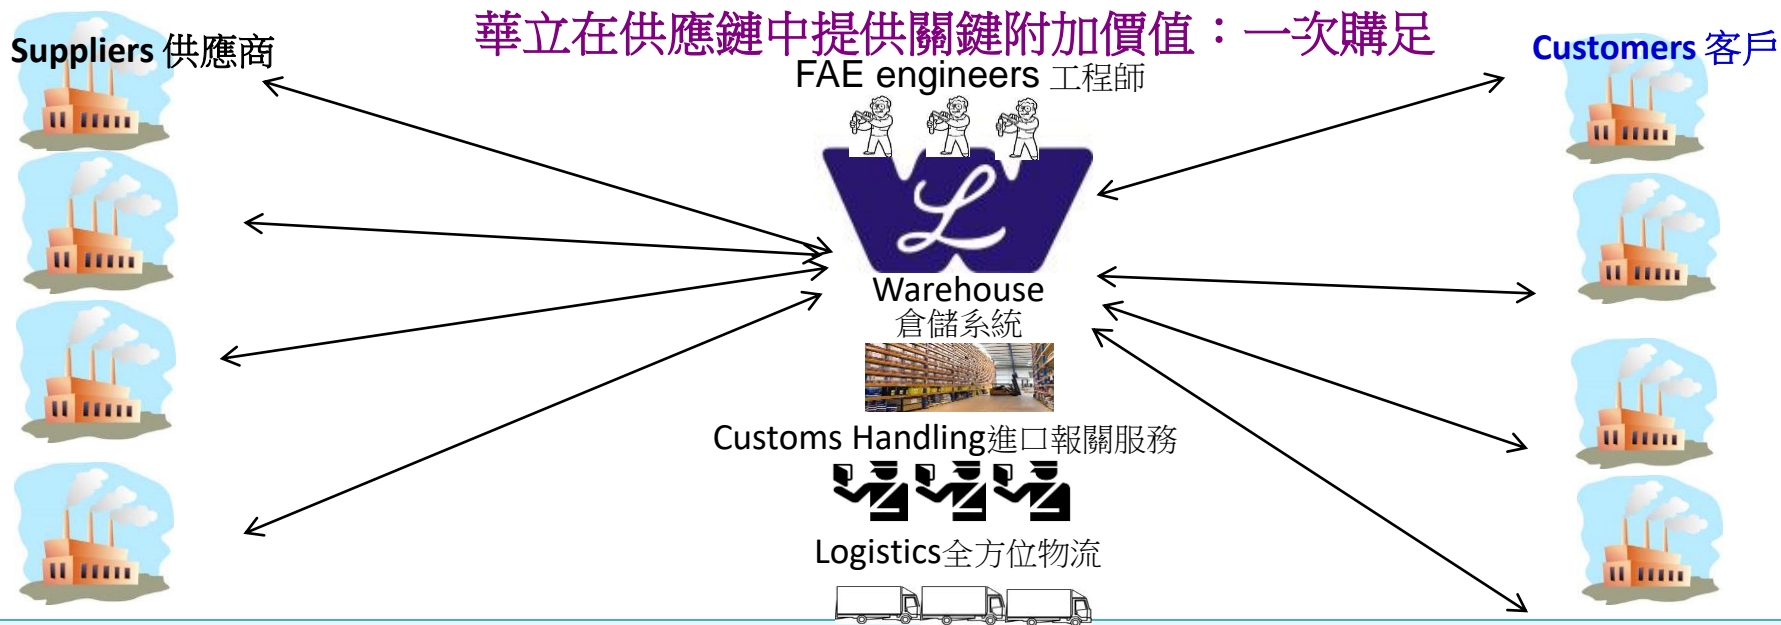 華立在供應鏈中提供關鍵附加價值：一次購足
Suppliers 供應商
Customers 客戶
FAE engineers 工程師
L
Warehouse
倉儲系統
Customs Handling進口報關服務
Logistics全方位物流